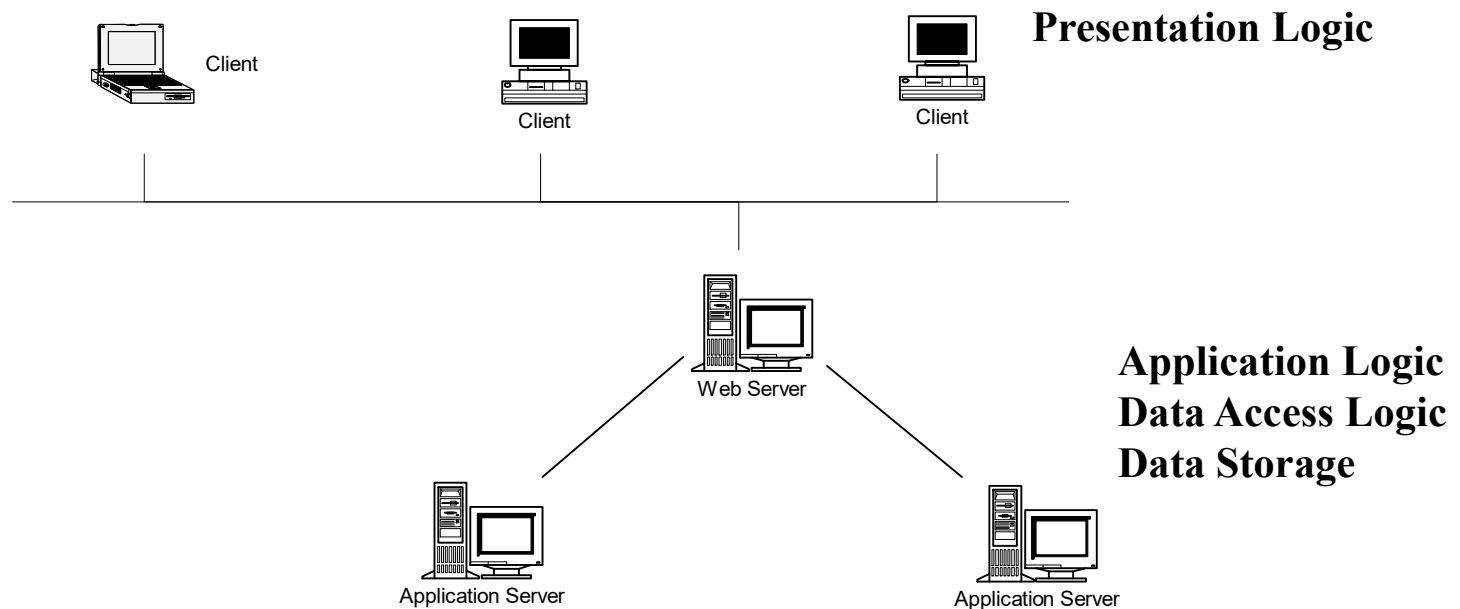 Presentation Logic
Client
Client
Client
Web Server
Application Logic
Data Access Logic
Data Storage
Application Server
Application Server